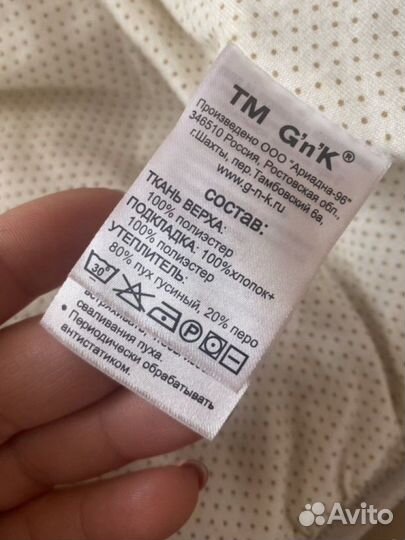 ТМ G'n'K®
Произведено ООО "Ариадна-96"
346510 Россия, Ростовская обл.,
г.Шахты, пер. Тамбовский 6а,
www.g-n-k.ru
СОСТАВ:
ТКАНЬ ВЕРХА:
100% полиэстер
ПОДКЛАДКА: 100%хлопок+
100% полиэстер
УТЕПЛИТЕЛЬ:
80% пух гусиный, 20% перо
30°
сваливания пуха.
• Периодически обрабатывать
антистатиком.
Avito